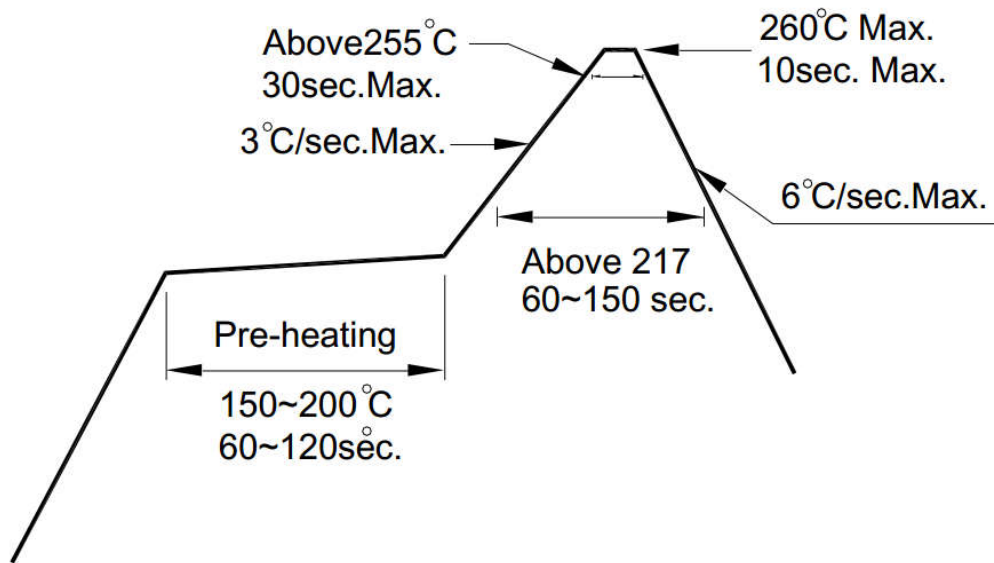 Above255°C
30sec.Max.
260°C Max.
10sec. Max.
3°C/sec.Max.
6°C/sec.Max.
Above 217
60~150 sec.
Pre-heating
150~200°C
60~120sec.